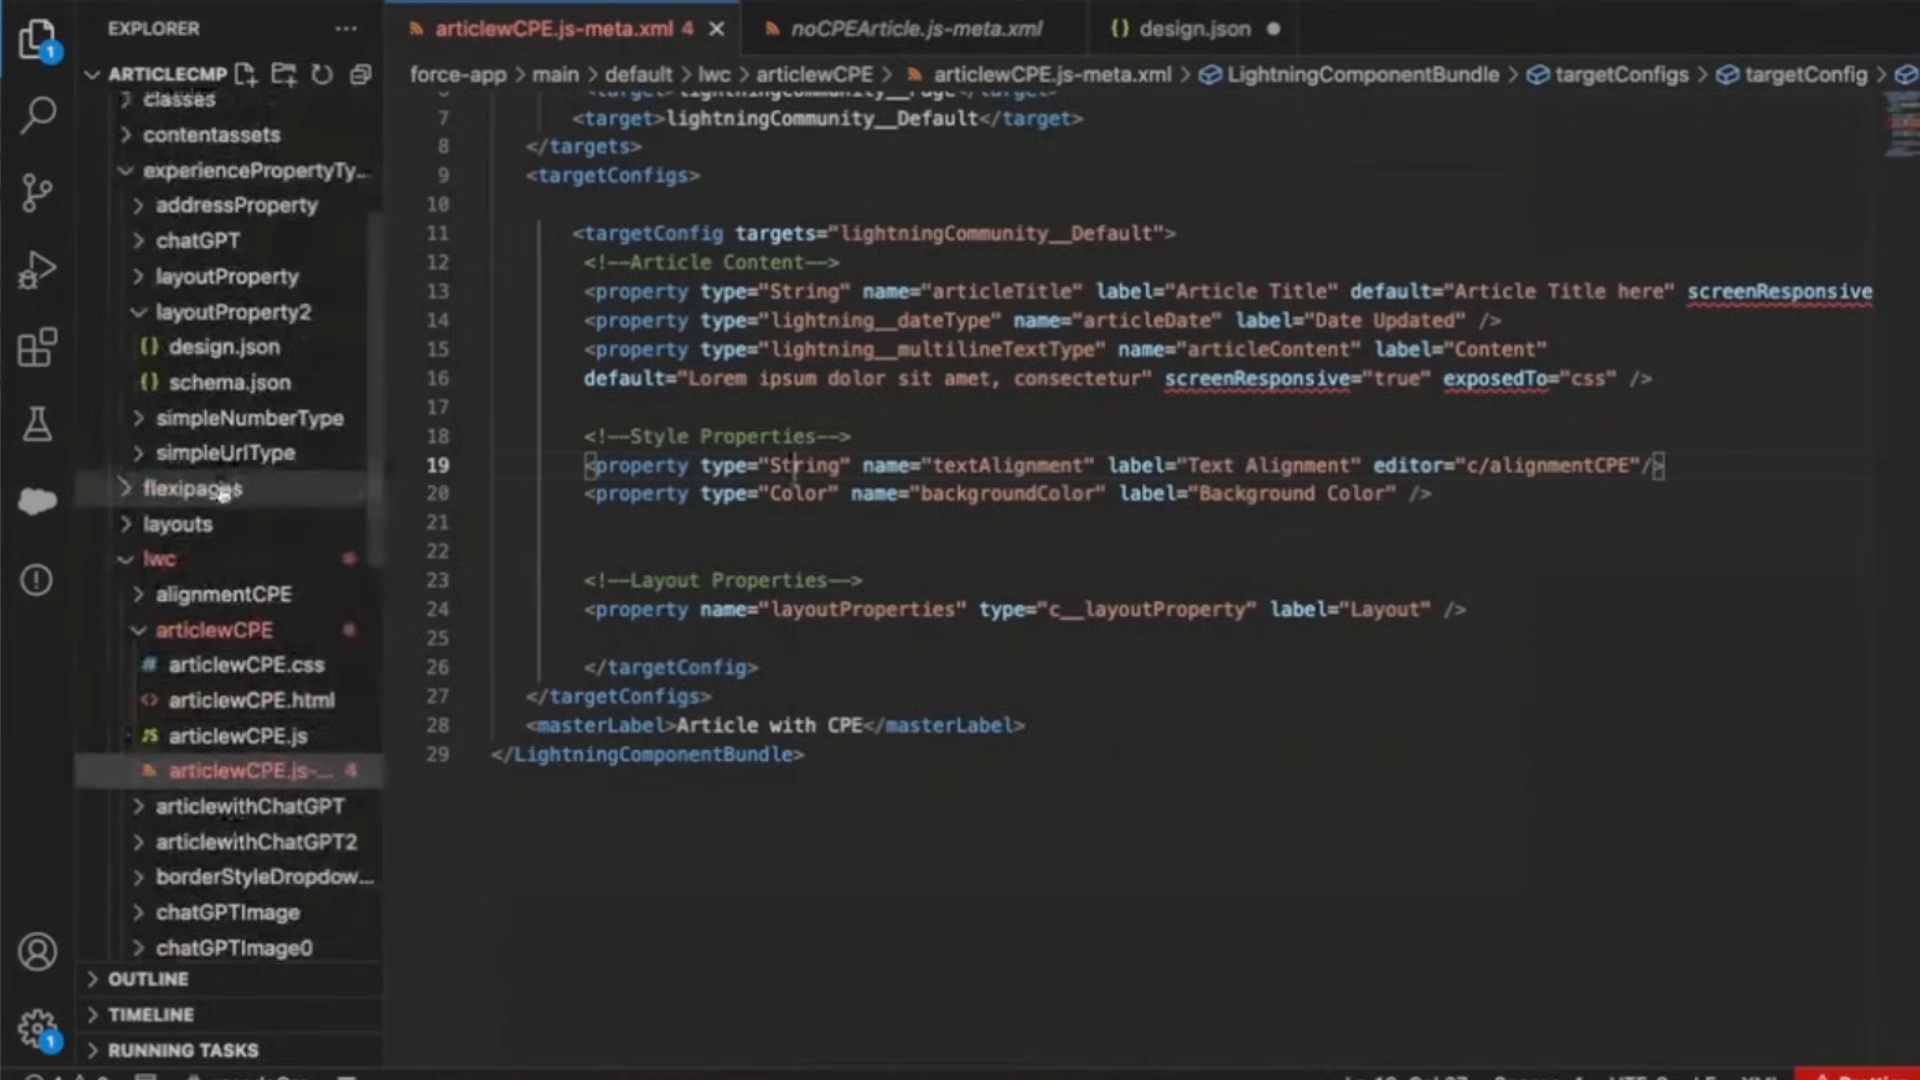 EXPLORER
articlewCPE.js-meta.xml 4
noCPEArticle.js-meta.xml
{} design.json
ARTICLECMP
force-app > main > default > lwc > articlewCPE > articlewCPE.js-meta.xml > LightningComponentBundle > targetConfigs > targetConfig >
classes
contentassets
experiencePropertyTy...
addressProperty
chatGPT
layoutProperty
layoutProperty2
{} design.json
{} schema.json
simpleNumberType
simpleUrlType
flexipages
layouts
lwc
alignmentCPE
articlewCPE
# articlewCPE.css
<> articlewCPE.html
JS articlewCPE.js
articlewCPE.js-... 4
articlewithChatGPT
articlewithChatGPT2
borderStyleDropdow...
chatGPTImage
chatGPTImage0
OUTLINE
TIMELINE
RUNNING TASKS
1
1
6 <target>lightningCommunity__Page</target>
7 <target>lightningCommunity__Default</target>
8 </targets>
9 <targetConfigs>
10
11 <targetConfig targets="lightningCommunity__Default">
12 <!--Article Content-->
13 <property type="String" name="articleTitle" label="Article Title" default="Article Title here" screenResponsive
14 <property type="lightning__dateType" name="articleDate" label="Date Updated" />
15 <property type="lightning__multilineTextType" name="articleContent" label="Content"
16 default="Lorem ipsum dolor sit amet, consectetur" screenResponsive="true" exposedTo="css" />
17
18 <!--Style Properties-->
19 <property type="String" name="textAlignment" label="Text Alignment" editor="c/alignmentCPE"/>
20 <property type="Color" name="backgroundColor" label="Background Color" />
21
22
23 <!--Layout Properties-->
24 <property name="layoutProperties" type="c__layoutProperty" label="Layout" />
25
26 </targetConfig>
27 </targetConfigs>
28 <masterLabel>Article with CPE</masterLabel>
29 </LightningComponentBundle>